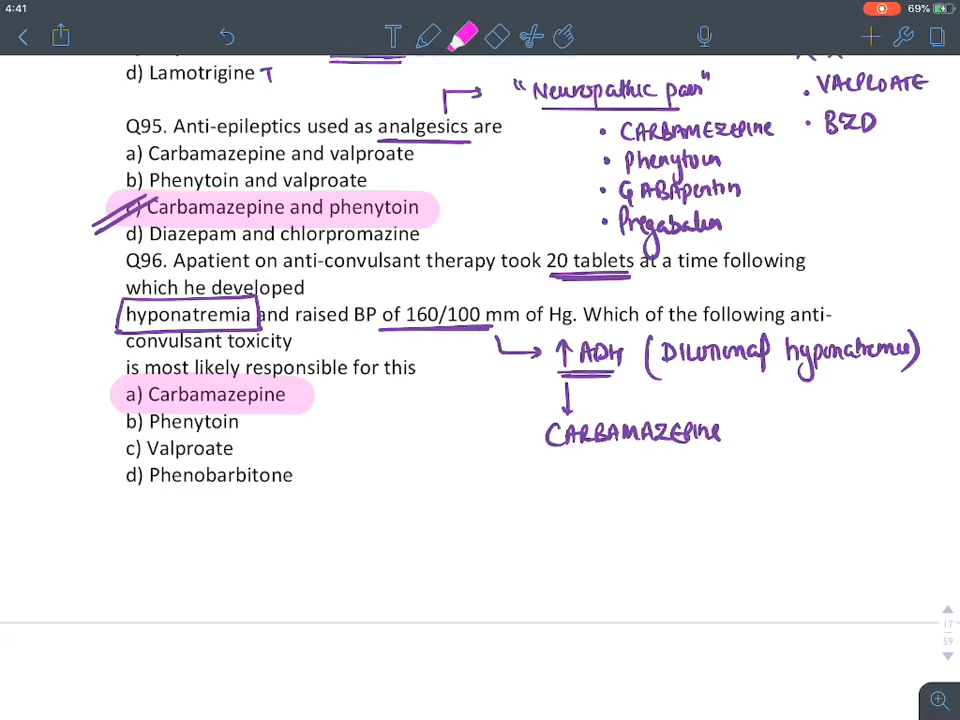 4:41
69%
T
d) Lamotrigine T
"Neuropathic pain"
• VALPROATE
• BZD
Q95. Anti-epileptics used as analgesics are
a) Carbamazepine and valproate
b) Phenytoin and valproate
c) Carbamazepine and phenytoin
d) Diazepam and chlorpromazine
• CARBAMEZEPINE
• Phenytoin
• GABApentin
• Pregabalin
Q96. Apatient on anti-convulsant therapy took 20 tablets at a time following
which he developed
hyponatremia and raised BP of 160/100 mm of Hg. Which of the following anti-
convulsant toxicity
is most likely responsible for this
↑ ADH (Dilutional hyponatremia)
CARBAMAZEPINE
a) Carbamazepine
b) Phenytoin
c) Valproate
d) Phenobarbitone
17
59